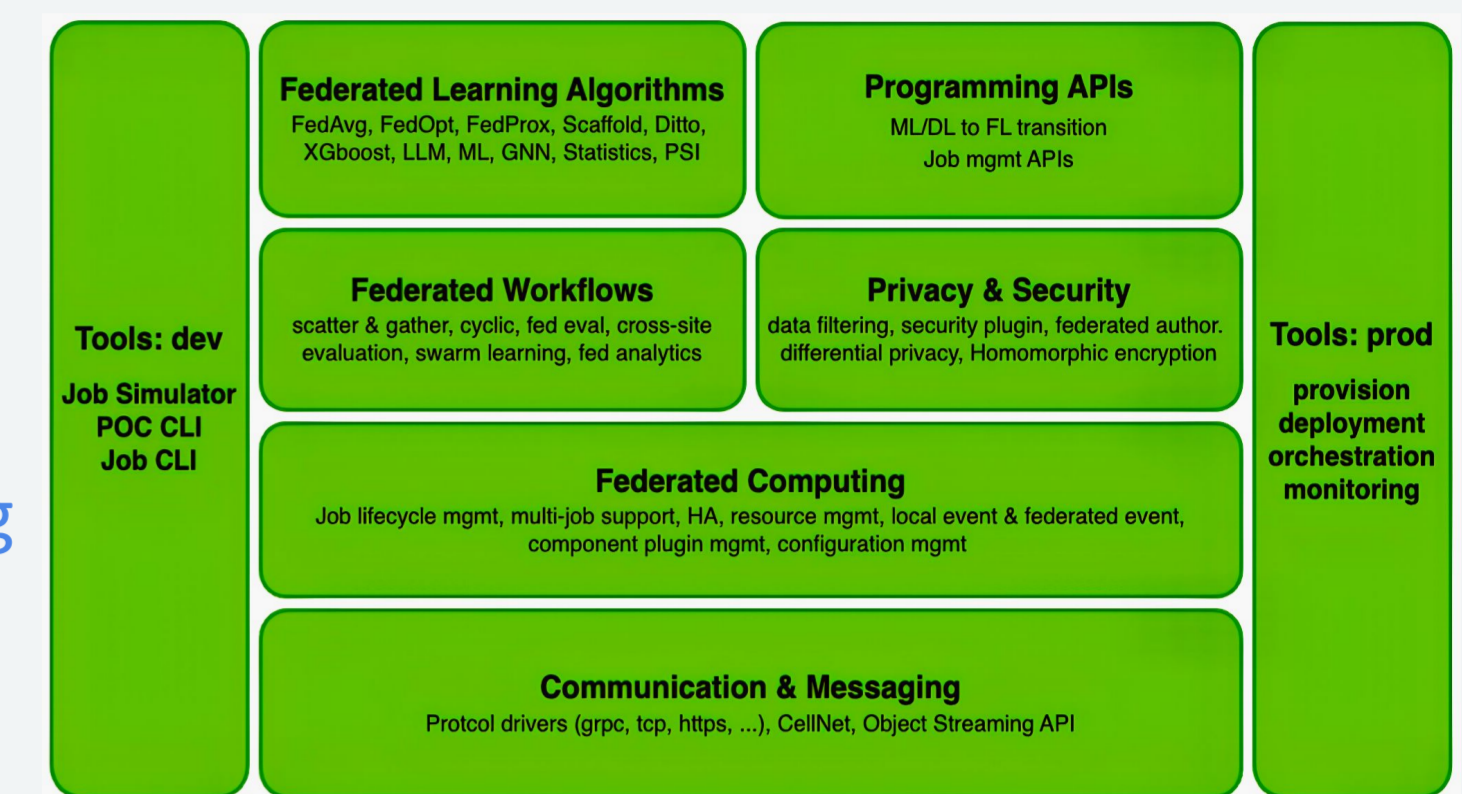 Tools: dev
Job Simulator
POC CLI
Job CLI
Federated Learning Algorithms
FedAvg, FedOpt, FedProx, Scaffold, Ditto,
XGboost, LLM, ML, GNN, Statistics, PSI
Programming APIs
ML/DL to FL transition
Job mgmt APIs
Federated Workflows
scatter & gather, cyclic, fed eval, cross-site
evaluation, swarm learning, fed analytics
Privacy & Security
data filtering, security plugin, federated author.
differential privacy, Homomorphic encryption
Federated Computing
Job lifecycle mgmt, multi-job support, HA, resource mgmt, local event & federated event,
component plugin mgmt, configuration mgmt
Communication & Messaging
Protcol drivers (grpc, tcp, https, ...), CellNet, Object Streaming API
Tools: prod
provision
deployment
orchestration
monitoring